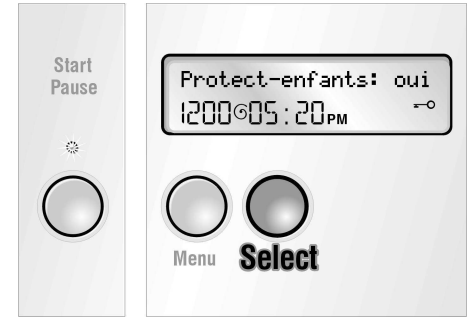 Start
Pause
Protect-enfants: oui
1200 05:20PM
Menu
Select